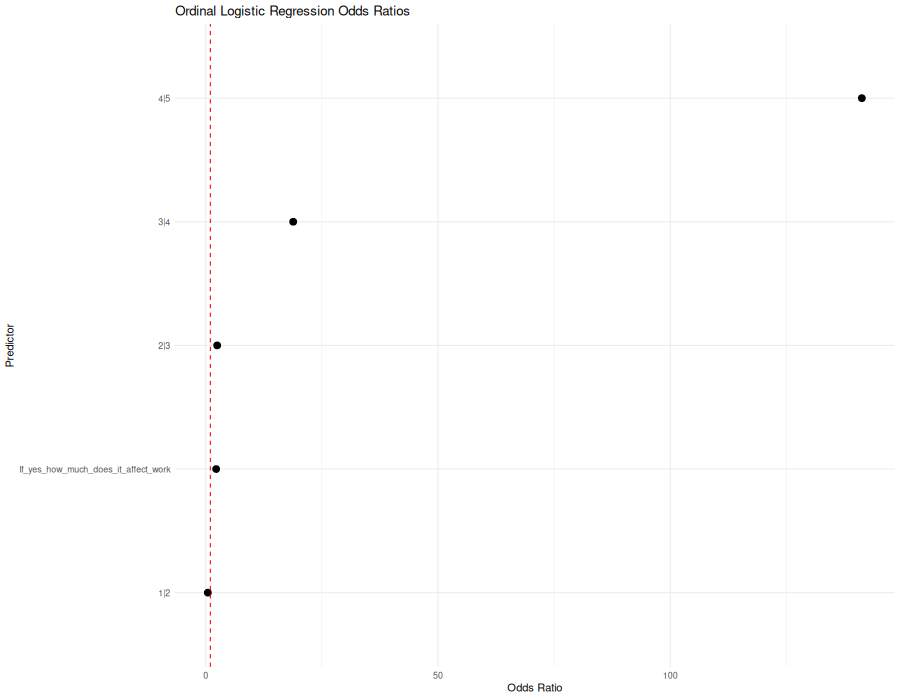 Ordinal Logistic Regression Odds Ratios
4|5
3|4
2|3
If_yes_how_much_does_it_affect_work
1|2
Predictor
0
50
100
Odds Ratio